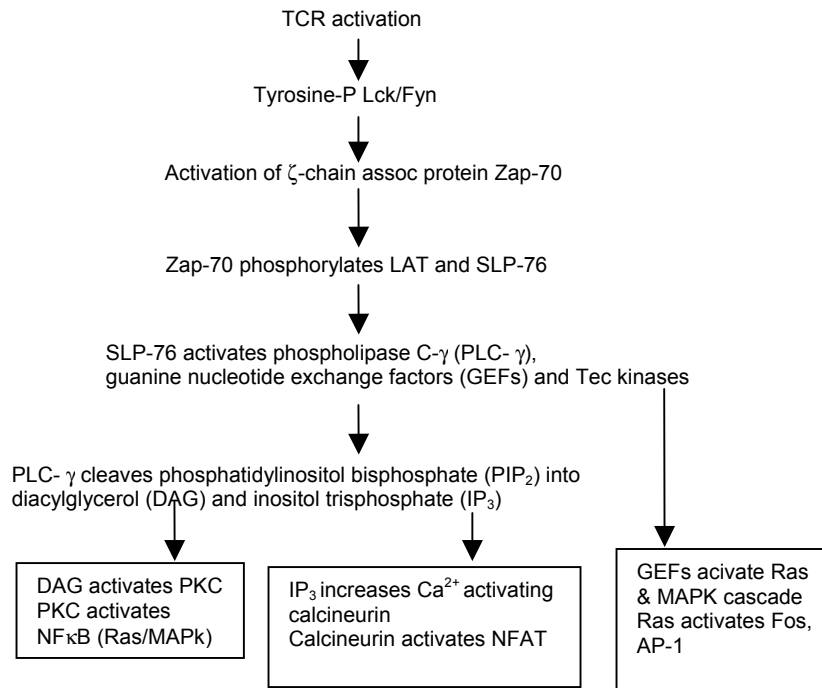 TCR activation
Tyrosine-P Lck/Fyn
Activation of ζ-chain assoc protein Zap-70
Zap-70 phosphorylates LAT and SLP-76
SLP-76 activates phospholipase C-γ (PLC- γ),
guanine nucleotide exchange factors (GEFs) and Tec kinases
PLC- γ cleaves phosphatidylinositol bisphosphate (PIP₂) into
diacylglycerol (DAG) and inositol trisphosphate (IP₃)
DAG activates PKC
PKC activates
NFκB (Ras/MAPk)
IP₃ increases Ca²⁺ activating
calcineurin
Calcineurin activates NFAT
GEFs acivate Ras
& MAPK cascade
Ras activates Fos,
AP-1